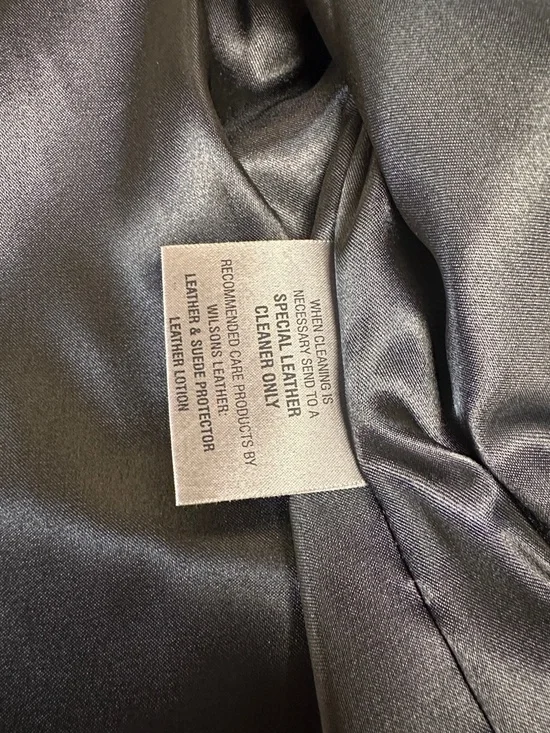 WHEN CLEANING IS
NECESSARY SEND TO A
SPECIAL LEATHER
CLEANER ONLY
RECOMMENDED CARE PRODUCTS BY
WILSONS LEATHER:
LEATHER & SUEDE PROTECTOR
LEATHER LOTION